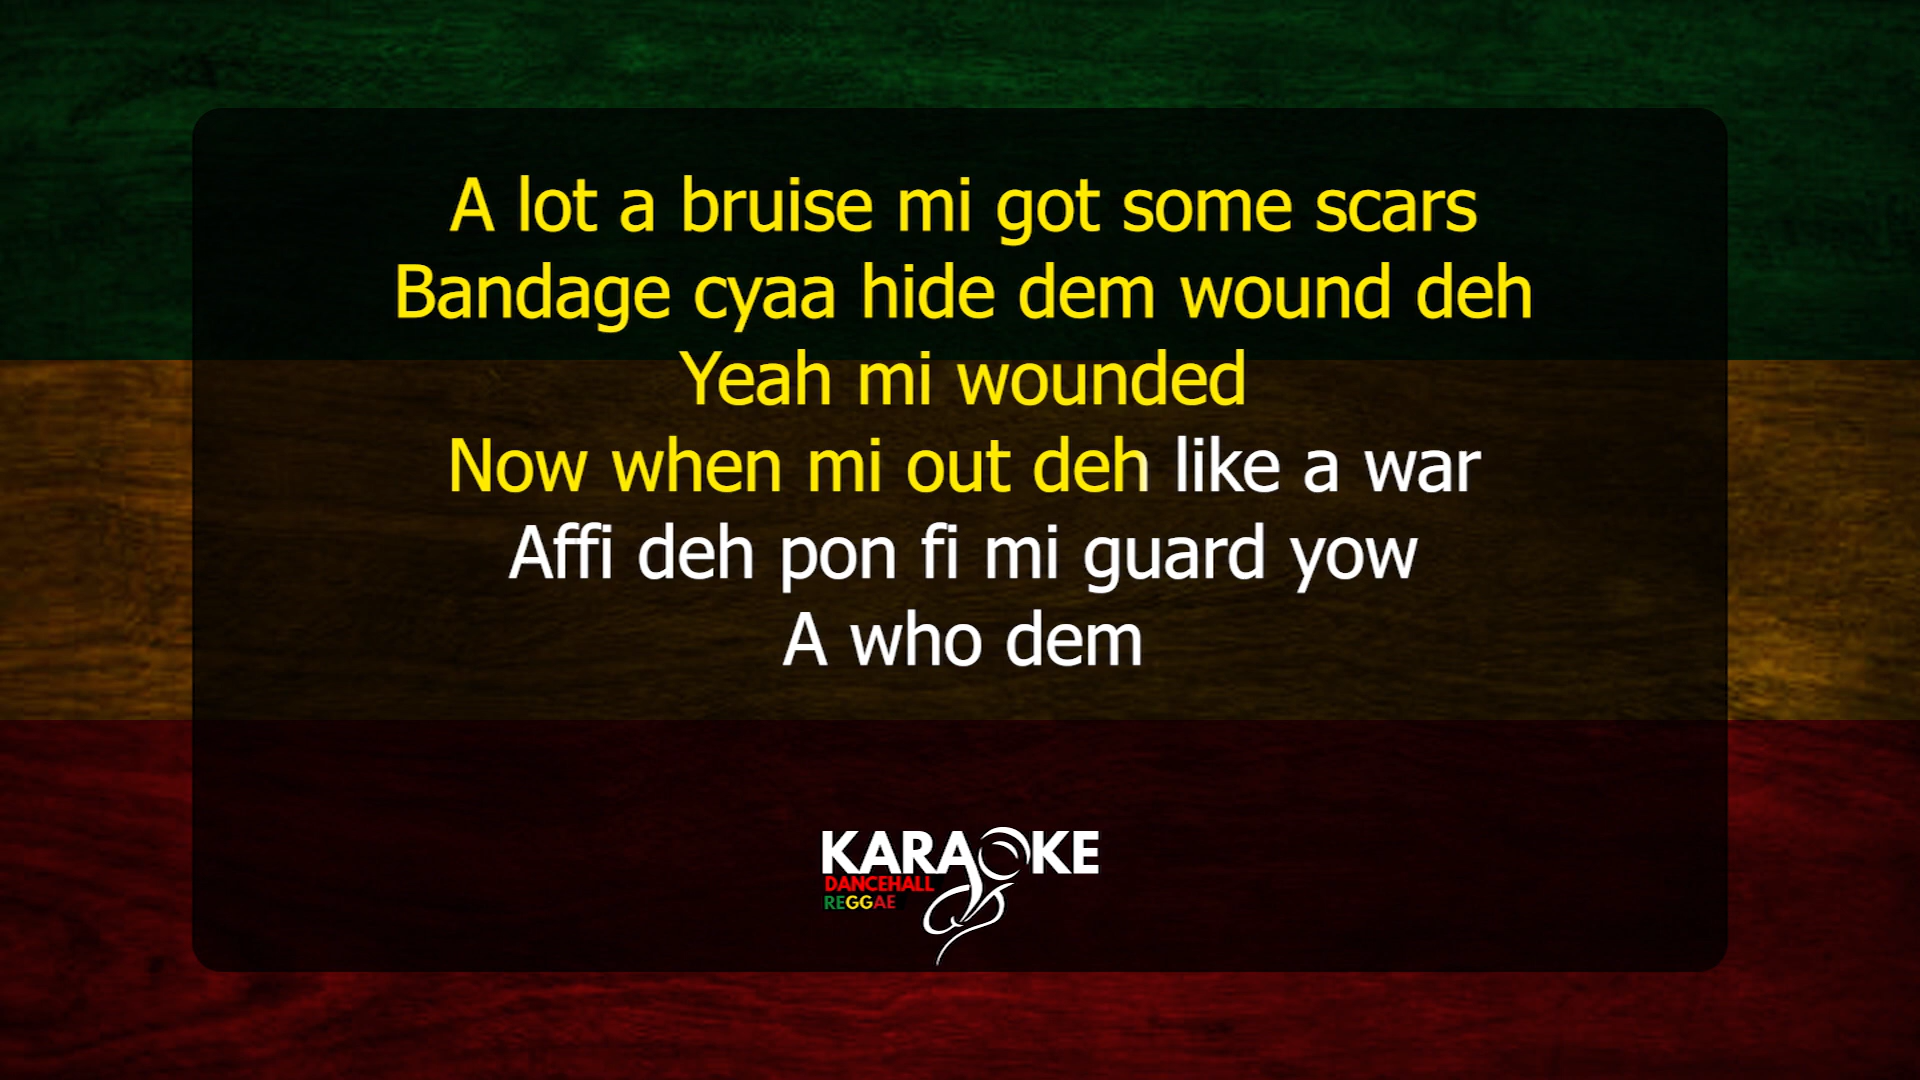 A lot a bruise mi got some scars
Bandage cyaa hide dem wound deh
Yeah mi wounded
Now when mi out deh like a war
Affi deh pon fi mi guard yow
A who dem
KARAOKE
DANCEHALL
REGGAE